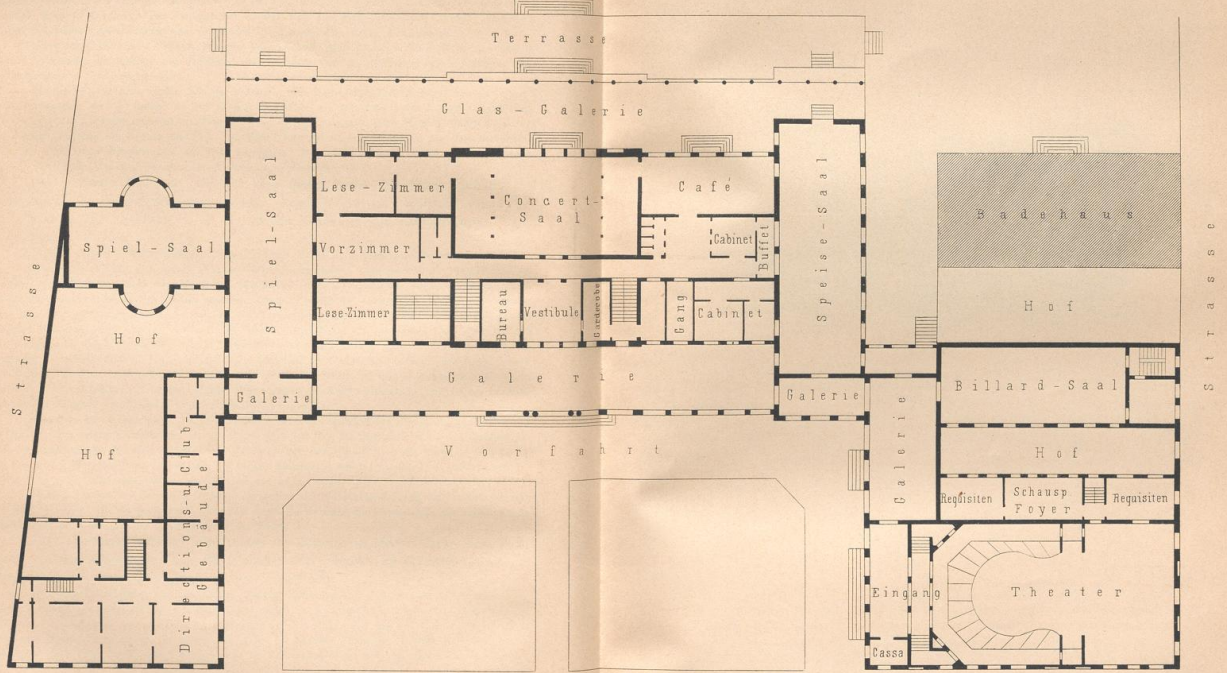 Terrasse
Glas-Galerie
Lese-Zimmer
Concert-
Saal
Café
Badehaus
Spiel-Saal
Spiel-Saal
Vorzimmer
Cabinet
Buffet
Speise-Saal
Strasse
Strasse
Hof
Lese-Zimmer
Bureau
Vestibule
Garderobe
Gang
Cabinet
Hof
Galerie
Galerie
Galerie
Billard-Saal
Hof
Directions-u Club-
Gebäude
Vorfahrt
Galerie
Hof
Requisiten
Schausp
Foyer
Requisiten
Eingang
Theater
Cassa